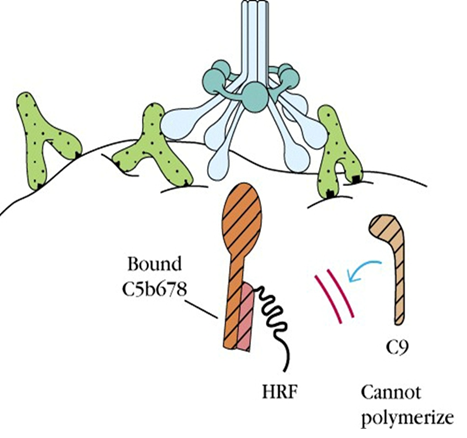 Bound
C5b678
HRF
C9
Cannot
polymerize